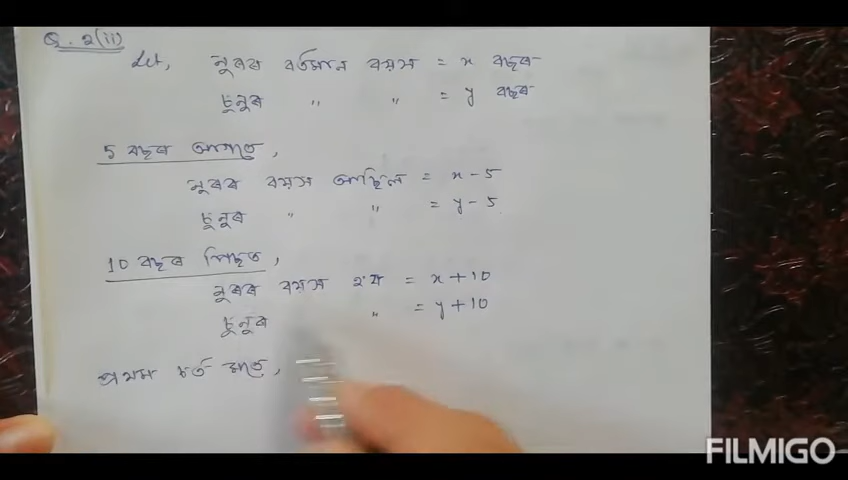 Q. 2(ii)
Let, নুৰৰ বৰ্তমান বয়স = x বছৰ
চুনুৰ " " = y বছৰ
5 বছৰ আগতে,
নুৰৰ বয়স আছিল = x - 5
চুনুৰ " " = y - 5
10 বছৰ পিছত,
নুৰৰ বয়স হ'ব = x + 10
চুনুৰ " = y + 10
প্ৰথম চৰ্ত মতে,
FILMIGO